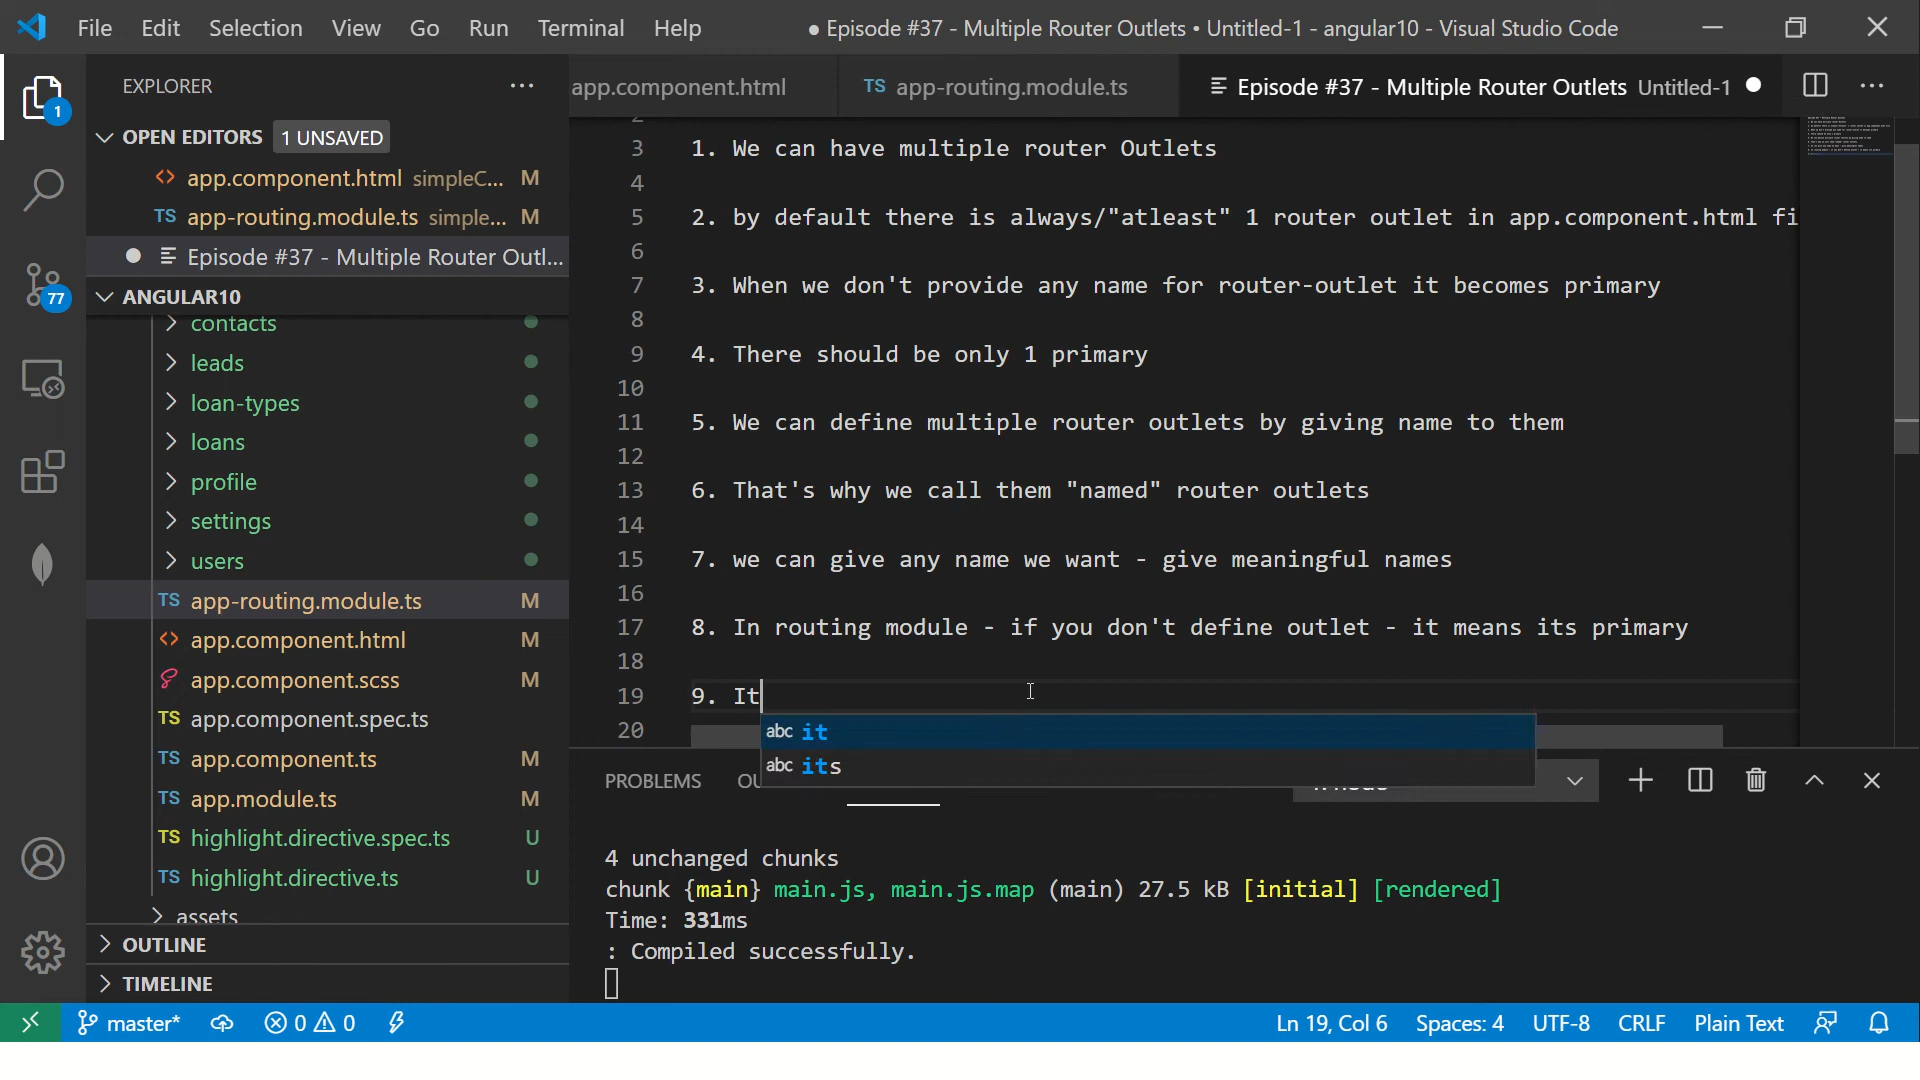 File Edit Selection View Go Run Terminal Help
● Episode #37 - Multiple Router Outlets • Untitled-1 - angular10 - Visual Studio Code
EXPLORER
app.component.html
TS app-routing.module.ts
Episode #37 - Multiple Router Outlets Untitled-1
OPEN EDITORS 1 UNSAVED
app.component.html simpleC... M
TS app-routing.module.ts simple... M
Episode #37 - Multiple Router Outl...
ANGULAR10
contacts
leads
loan-types
loans
profile
settings
users
TS app-routing.module.ts M
<> app.component.html M
app.component.scss M
TS app.component.spec.ts
TS app.component.ts M
TS app.module.ts M
TS highlight.directive.spec.ts U
TS highlight.directive.ts U
assets
OUTLINE
TIMELINE
1
77
2
3 1. We can have multiple router Outlets
4
5 2. by default there is always/"atleast" 1 router outlet in app.component.html fi
6
7 3. When we don't provide any name for router-outlet it becomes primary
8
9 4. There should be only 1 primary
10
11 5. We can define multiple router outlets by giving name to them
12
13 6. That's why we call them "named" router outlets
14
15 7. we can give any name we want - give meaningful names
16
17 8. In routing module - if you don't define outlet - it means its primary
18
19 9. It
20
abc it
abc its
PROBLEMS OU
4 unchanged chunks
chunk {main} main.js, main.js.map (main) 27.5 kB [initial] [rendered]
Time: 331ms
: Compiled successfully.
master* 0 0
Ln 19, Col 6 Spaces: 4 UTF-8 CRLF Plain Text